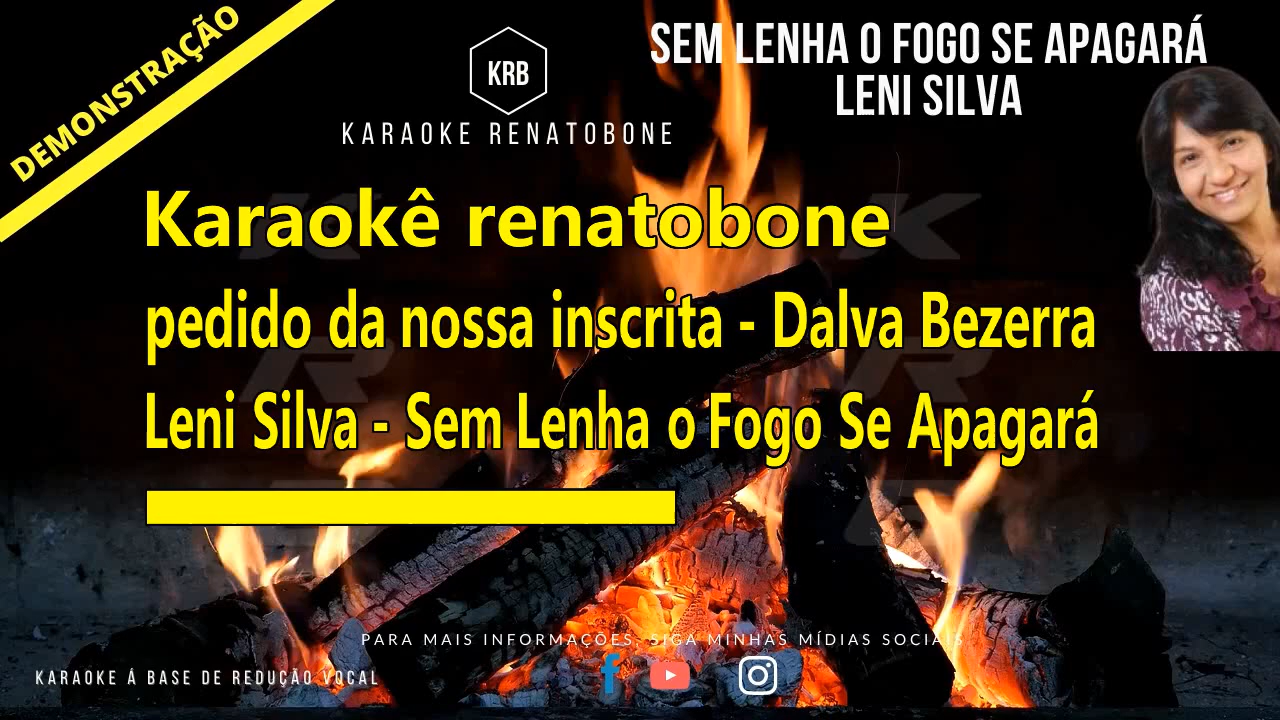 DEMONSTRAÇÃO
KRB
KARAOKE RENATOBONE
SEM LENHA O FOGO SE APAGARÁ
LENI SILVA
Karaokê renatobone
pedido da nossa inscrita - Dalva Bezerra
Leni Silva - Sem Lenha o Fogo Se Apagará
K K
R R
B B
PARA MAIS INFORMAÇÕES, SIGA MINHAS MÍDIAS SOCIAIS
KARAOKE Á BASE DE REDUÇÃO VOCAL